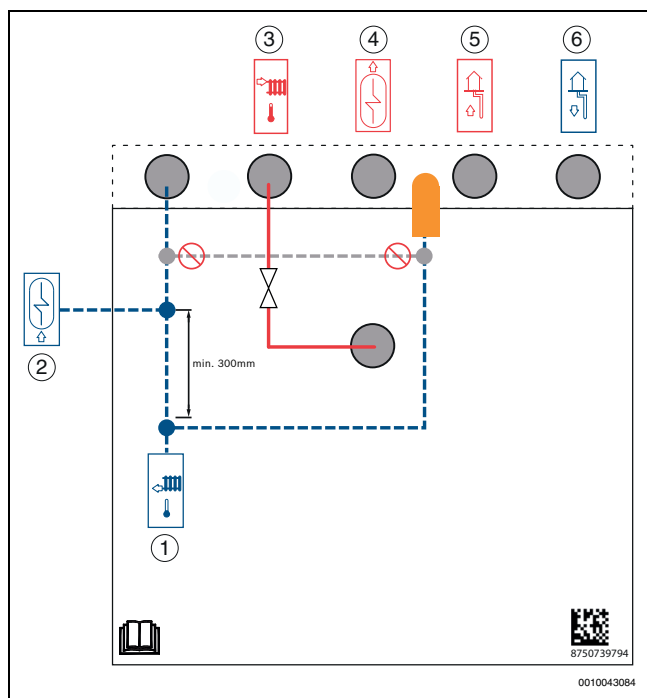 ③ ④ ⑤ ⑥
②
min. 300mm
①
8750739794
0010043084